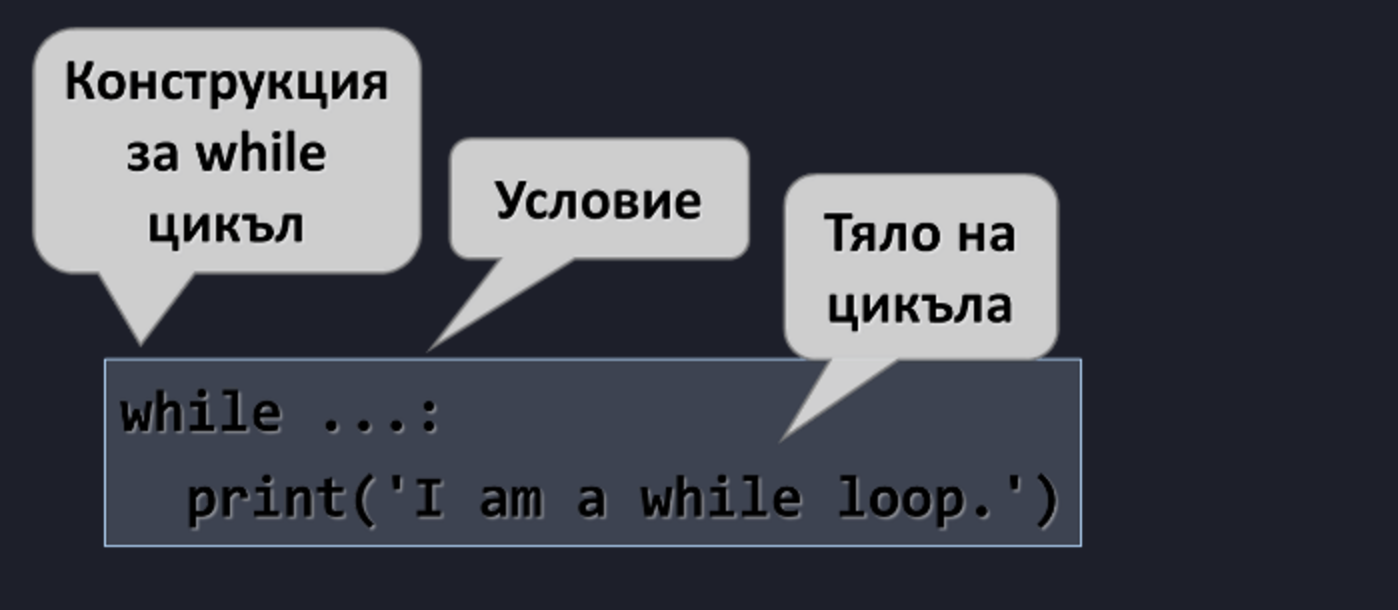 Конструкция
за while
цикъл
Условие
Тяло на
цикъла
while ...:
print('I am a while loop.')